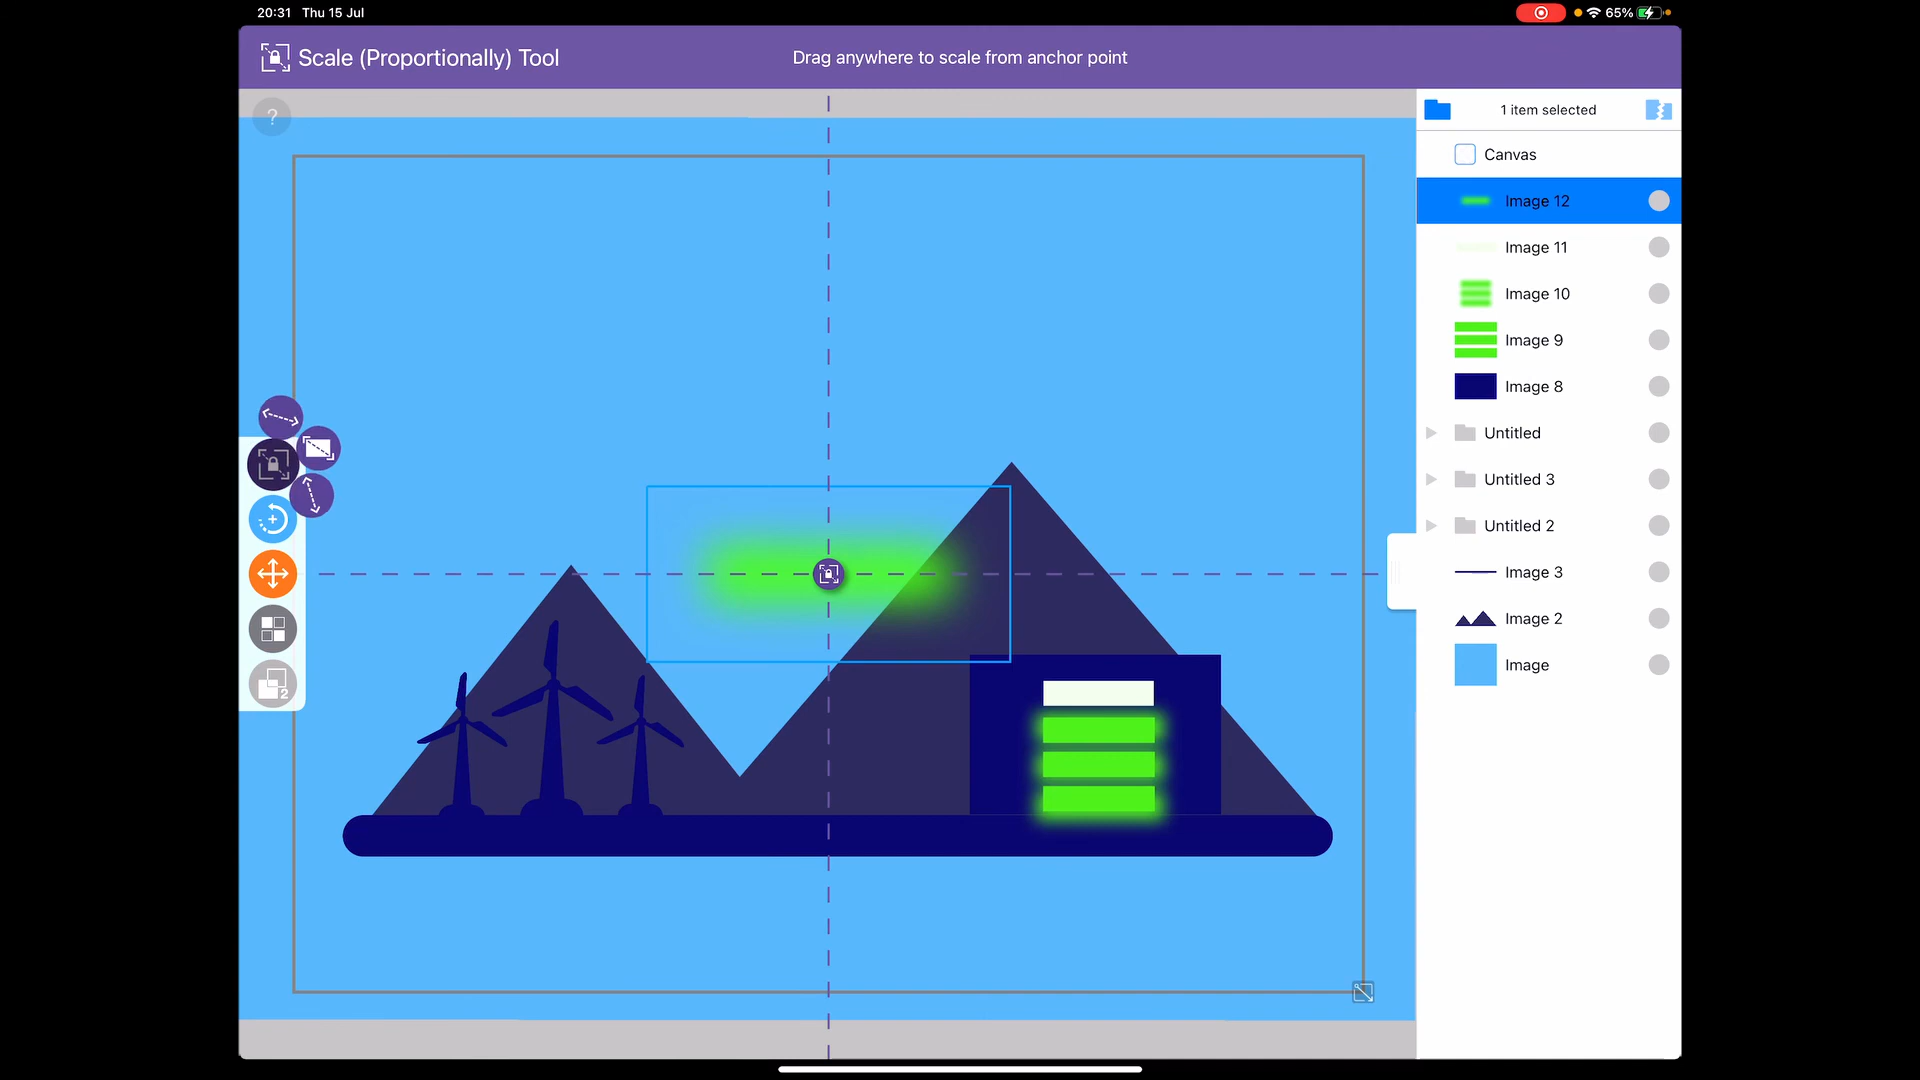 20:31 Thu 15 Jul
65%
Scale (Proportionally) Tool
Drag anywhere to scale from anchor point
?
1 item selected
Canvas
Image 12
Image 11
Image 10
Image 9
Image 8
Untitled
Untitled 3
Untitled 2
Image 3
Image 2
Image
2